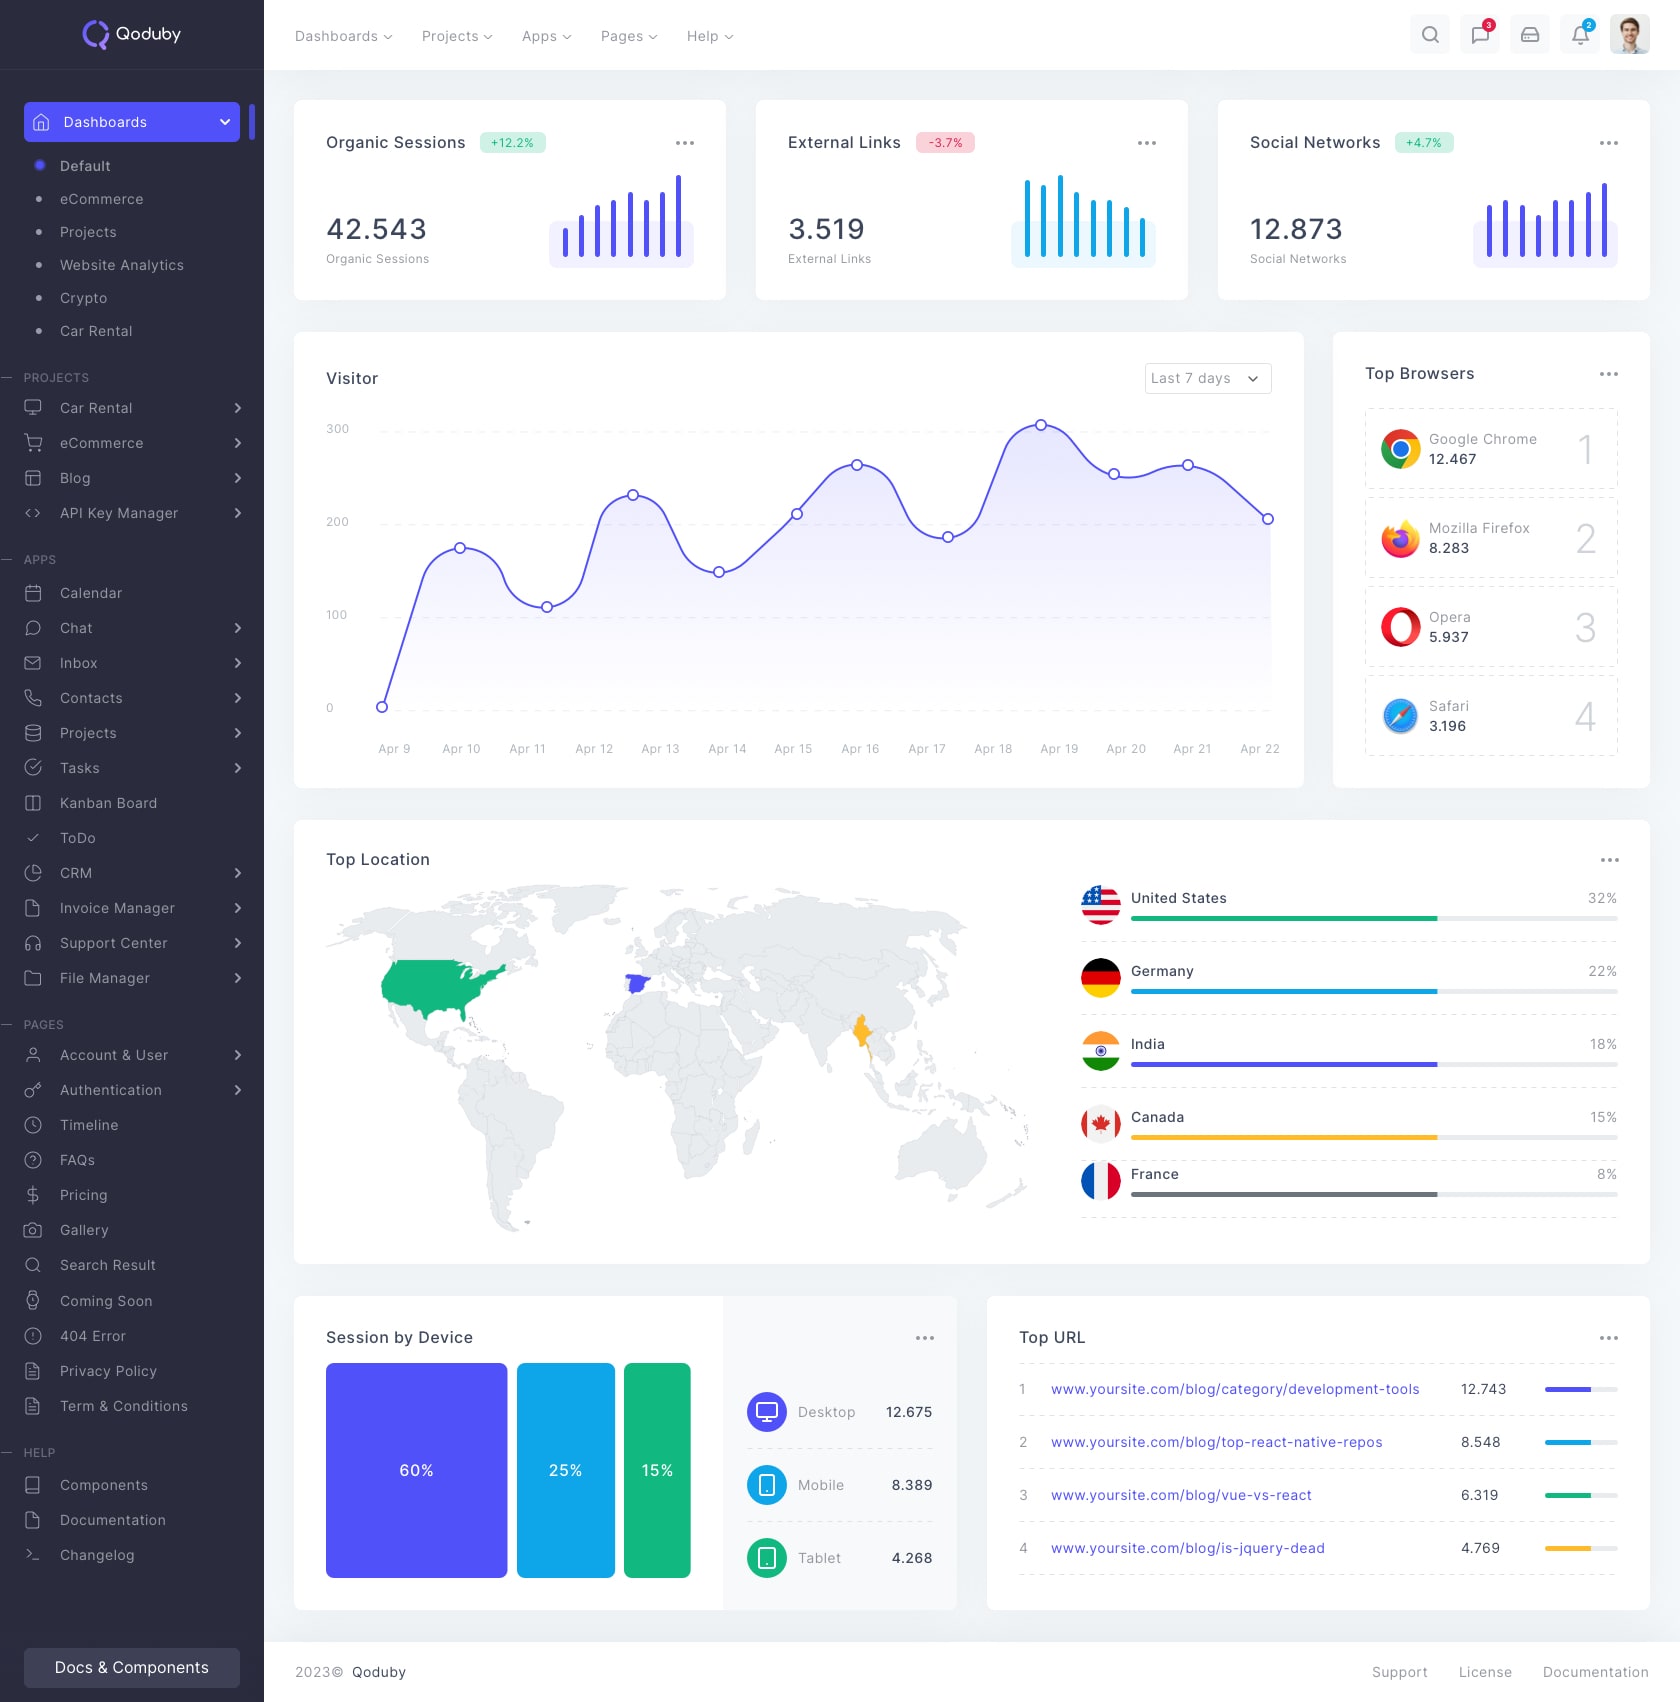 Qoduby
Dashboards
Default
eCommerce
Projects
Website Analytics
Crypto
Car Rental
PROJECTS
Car Rental
eCommerce
Blog
API Key Manager
APPS
Calendar
Chat
Inbox
Contacts
Projects
Tasks
Kanban Board
ToDo
CRM
Invoice Manager
Support Center
File Manager
PAGES
Account & User
Authentication
Timeline
FAQs
Pricing
Gallery
Search Result
Coming Soon
404 Error
Privacy Policy
Term & Conditions
HELP
Components
Documentation
Changelog
Docs & Components
Dashboards Projects Apps Pages Help
3 2
Organic Sessions +12.2%
42.543
Organic Sessions
External Links -3.7%
3.519
External Links
Social Networks +4.7%
12.873
Social Networks
Visitor Last 7 days
300
200
100
0
Apr 9 Apr 10 Apr 11 Apr 12 Apr 13 Apr 14 Apr 15 Apr 16 Apr 17 Apr 18 Apr 19 Apr 20 Apr 21 Apr 22
Top Browsers
Google Chrome
12.467
1
Mozilla Firefox
8.283
2
Opera
5.937
3
Safari
3.196
4
Top Location
United States 32%
Germany 22%
India 18%
Canada 15%
France 8%
Session by Device
60% 25% 15%
Desktop 12.675
Mobile 8.389
Tablet 4.268
Top URL
1 www.yoursite.com/blog/category/development-tools 12.743
2 www.yoursite.com/blog/top-react-native-repos 8.548
3 www.yoursite.com/blog/vue-vs-react 6.319
4 www.yoursite.com/blog/is-jquery-dead 4.769
2023© Qoduby
Support License Documentation